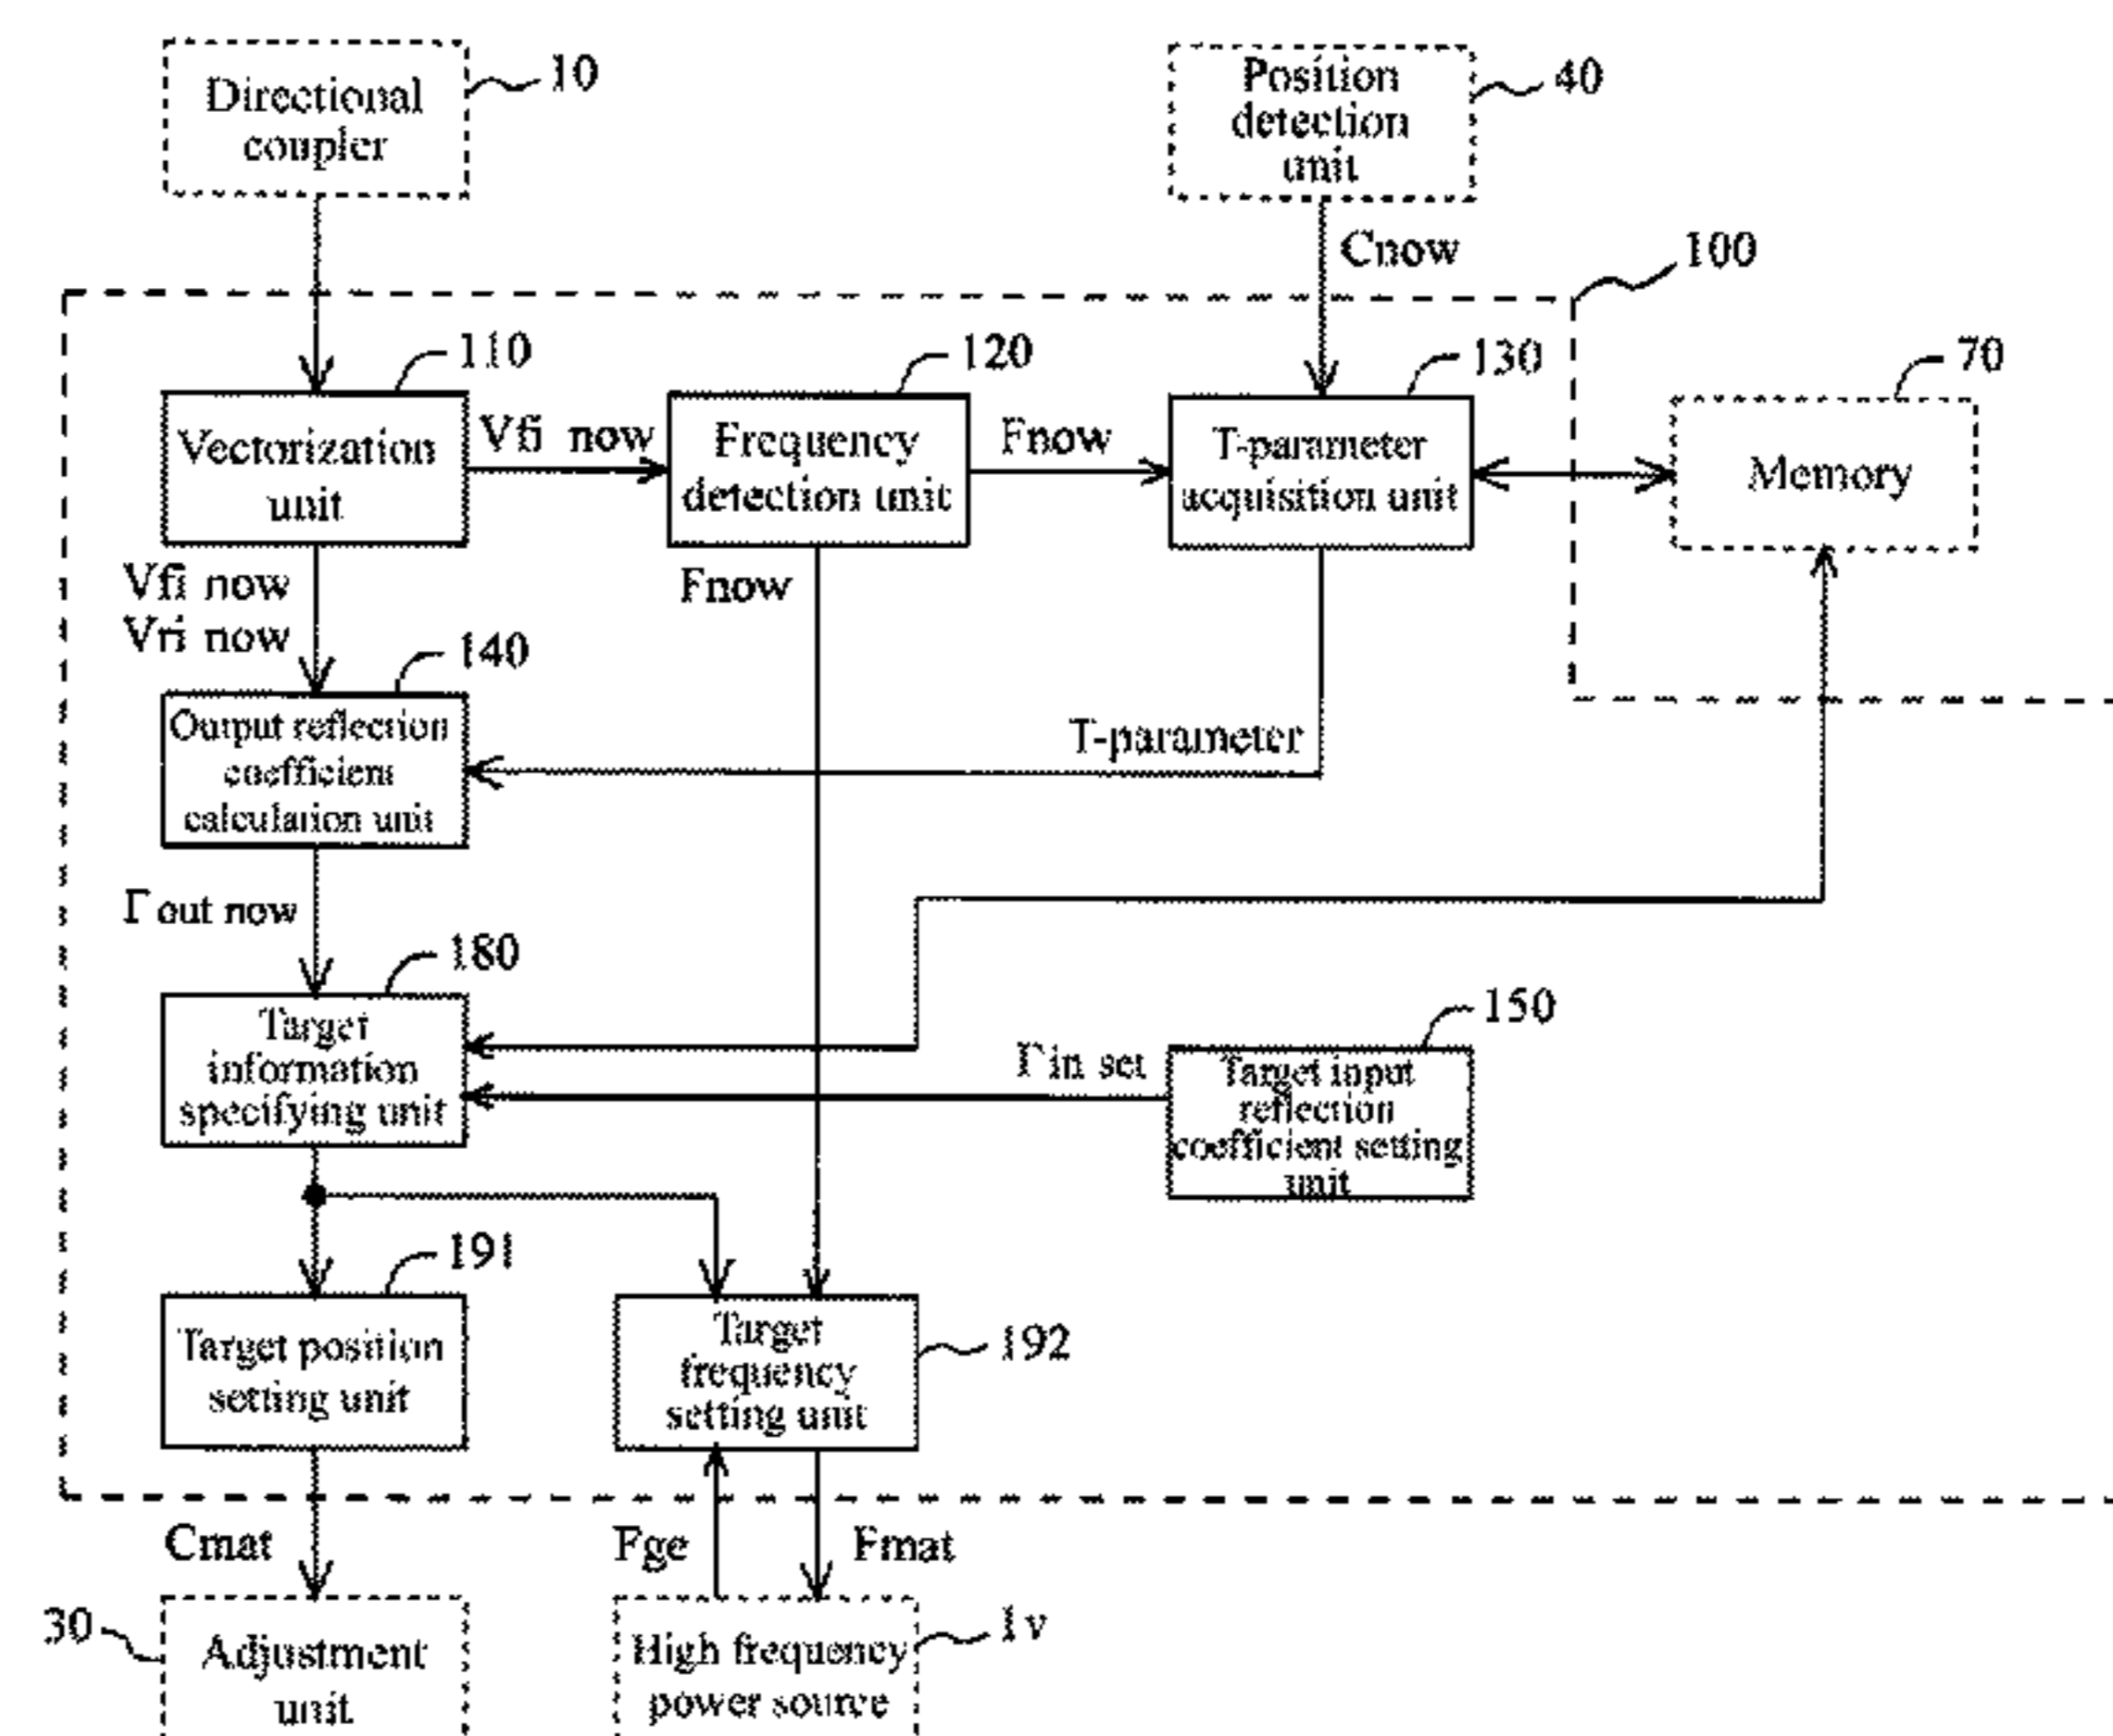 Directional
coupler
10
Position
detection
unit
40
Cnow
100
110
120
130
70
Vectorization
unit
Vfi now
Frequency
detection unit
Fnow
T-parameter
acquisition unit
Memory
Vfi now
Vri now
Fnow
140
Output reflection
coefficient
calculation unit
T-parameter
Γout now
180
Target
information
specifying unit
150
Γin set
Target input
reflection
coefficient setting
unit
191
Target position
setting unit
Target
frequency
setting unit
192
Cmat
Fge
Fmat
30
Adjustment
unit
High frequency
power source
1v